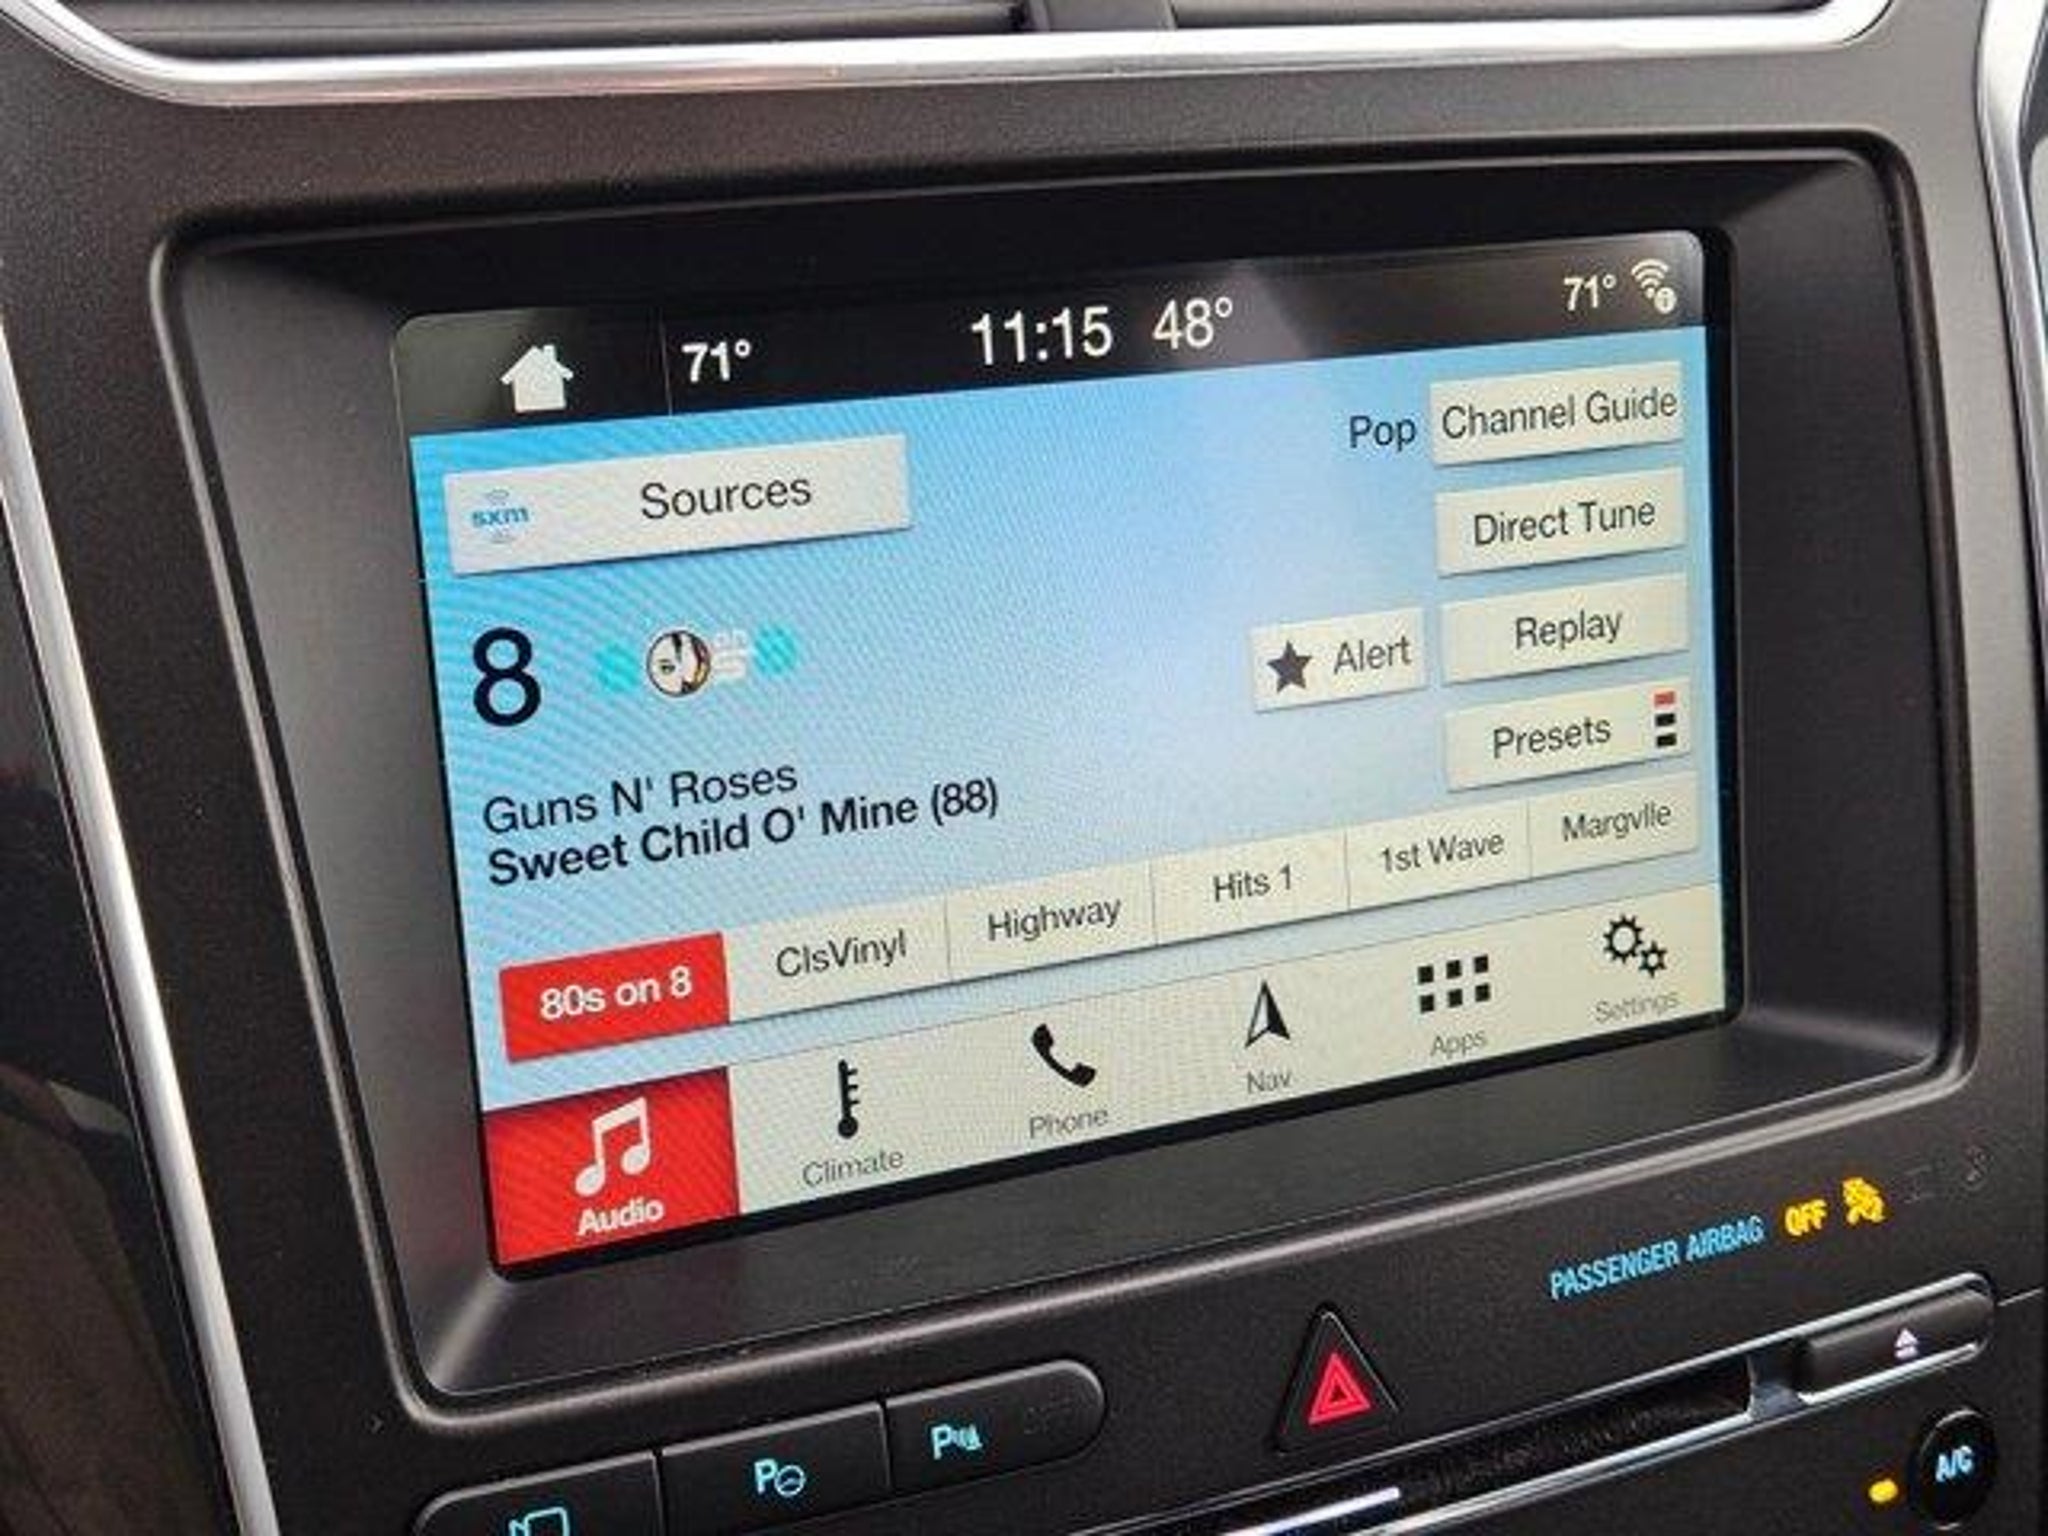 71° 11:15 48° 71°
sxm Sources
Pop Channel Guide
Direct Tune
8
Alert Replay
Presets
Guns N' Roses
Sweet Child O' Mine (88)
80s on 8 ClsVinyl Highway Hits 1 1st Wave Margvlle
Audio Climate Phone Nav Apps Settings
PASSENGER AIRBAG OFF
P P
A/C